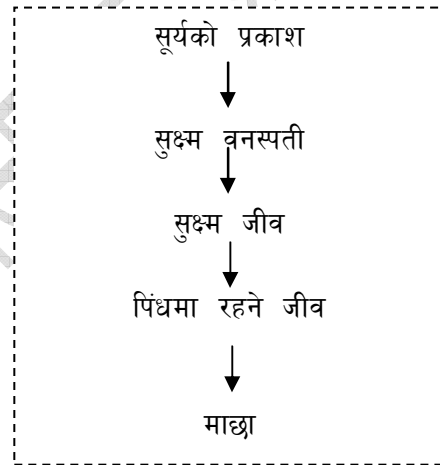 सूर्यको प्रकाश
सुक्ष्म वनस्पती
सुक्ष्म जीव
पिंधमा रहने जीव
माछा